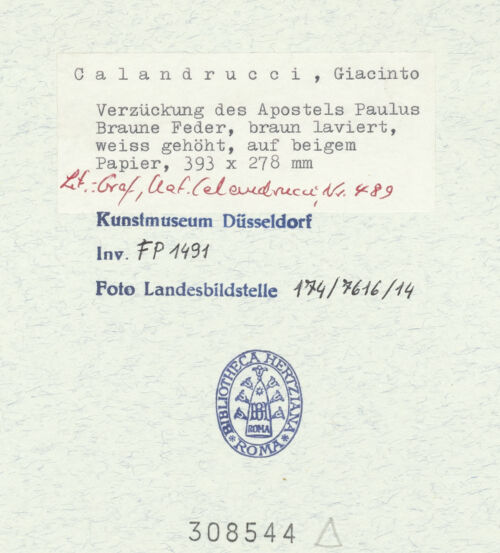 Calandrucci, Giacinto
Verzückung des Apostels Paulus
Braune Feder, braun laviert,
weiss gehöht, auf beigem
Papier, 393 x 278 mm
Lit.: Graf, Kat. Calandrucci, Nr. 489
Kunstmuseum Düsseldorf
Inv. FP 1491
Foto Landesbildstelle 174/7616/14
BIBLIOTHECA HERTZIANA
BH
ROMA
ROMA
308544